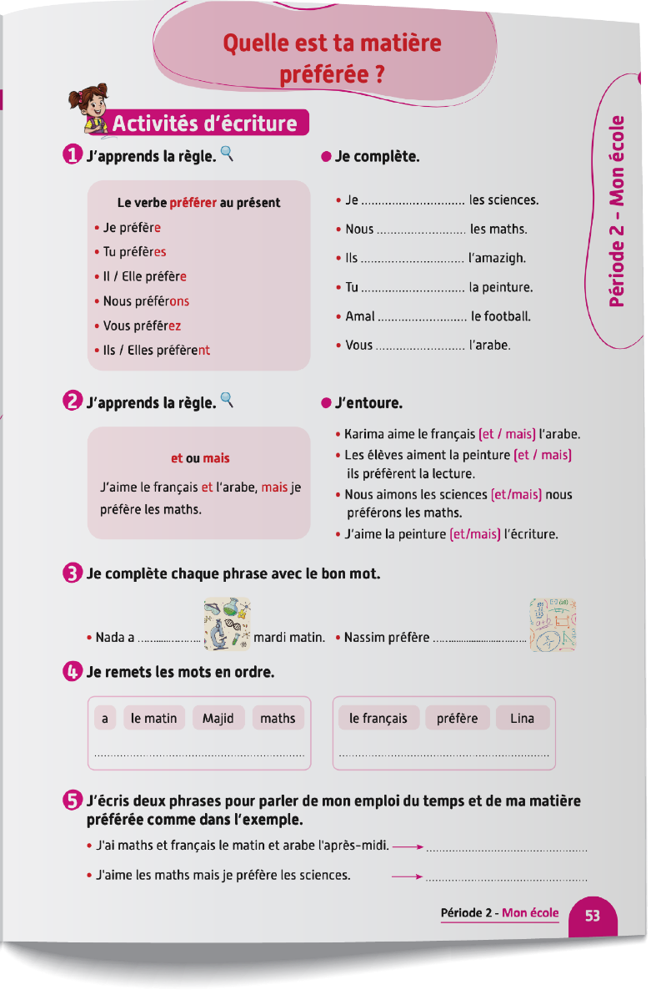 Quelle est ta matière
préférée ?
Activités d'écriture
1 J'apprends la règle.
Le verbe préférer au présent
• Je préfère
• Tu préfères
• Il / Elle préfère
• Nous préférons
• Vous préférez
• Ils / Elles préfèrent
• Je complète.
• Je .............................. les sciences.
• Nous .......................... les maths.
• Ils .............................. l'amazigh.
• Tu .............................. la peinture.
• Amal .......................... le football.
• Vous .......................... l'arabe.
2 J'apprends la règle.
et ou mais
J'aime le français et l'arabe, mais je
préfère les maths.
• J'entoure.
• Karima aime le français (et / mais) l'arabe.
• Les élèves aiment la peinture (et / mais)
ils préfèrent la lecture.
• Nous aimons les sciences (et/mais) nous
préférons les maths.
• J'aime la peinture (et/mais) l'écriture.
3 Je complète chaque phrase avec le bon mot.
• Nada a ...................... mardi matin. • Nassim préfère ................................
4 Je remets les mots en ordre.
a le matin Majid maths
le français préfère Lina
5 J'écris deux phrases pour parler de mon emploi du temps et de ma matière
préférée comme dans l'exemple.
• J'ai maths et français le matin et arabe l'après-midi. ................................
• J'aime les maths mais je préfère les sciences. ................................
Période 2 - Mon école
53
Période 2 - Mon école